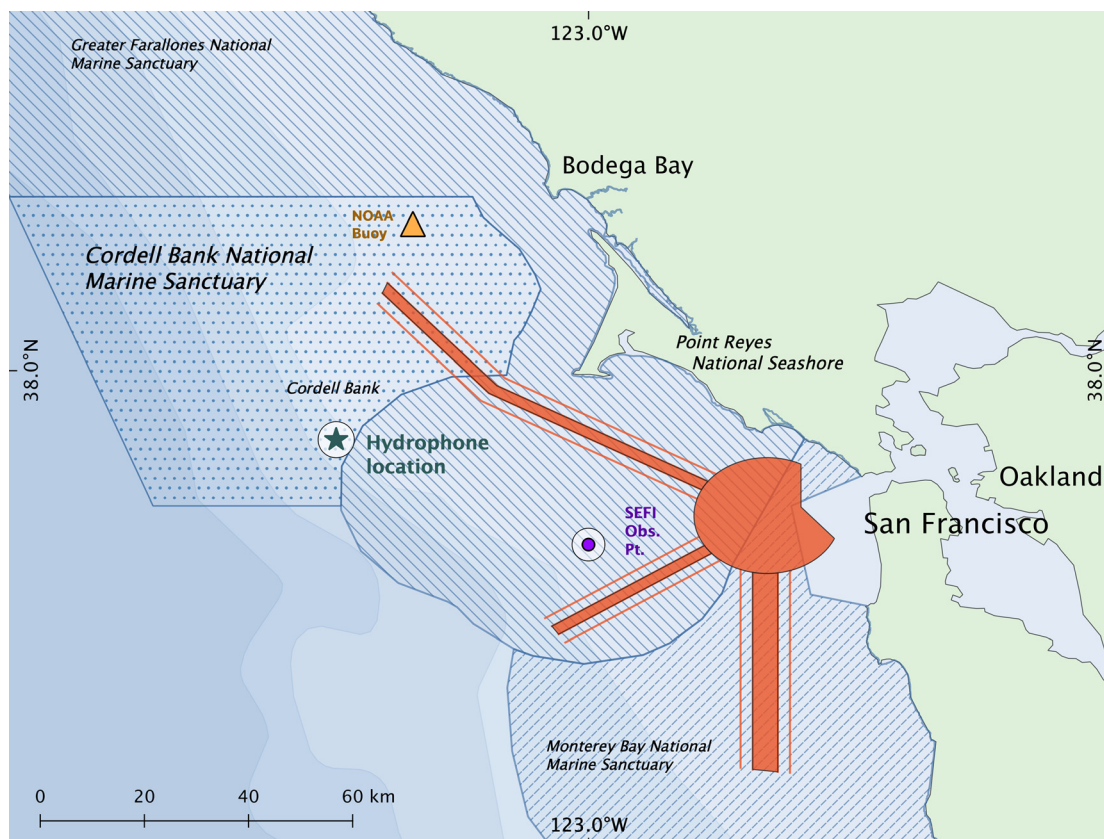 123.0°W
Greater Farallones National
Marine Sanctuary
Bodega Bay
NOAA
Buoy
Cordell Bank National
Marine Sanctuary
Point Reyes
National Seashore
38.0°N
38.0°N
Cordell Bank
Hydrophone
location
Oakland
San Francisco
SEFI
Obs.
Pt.
Monterey Bay National
Marine Sanctuary
0 20 40 60 km
123.0°W